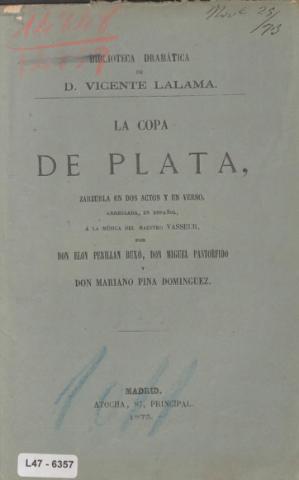 BIBLIOTECA DRAMÁTICA
DE
D. VICENTE LALAMA.
LA COPA
DE PLATA,
ZARZUELA EN DOS ACTOS Y EN VERSO,
ARREGLADA, EN ESPAÑOL,
Á LA MÚSICA DEL MAESTRO VASSEUR,
POR
DON ELOY PERILLAN BUXÓ, DON MIGUEL PASTORFIDO
Y
DON MARIANO PINA DOMINGUEZ.
MADRID.
ATOCHA, 87, PRINCIPAL.
1873.
L47 - 6357